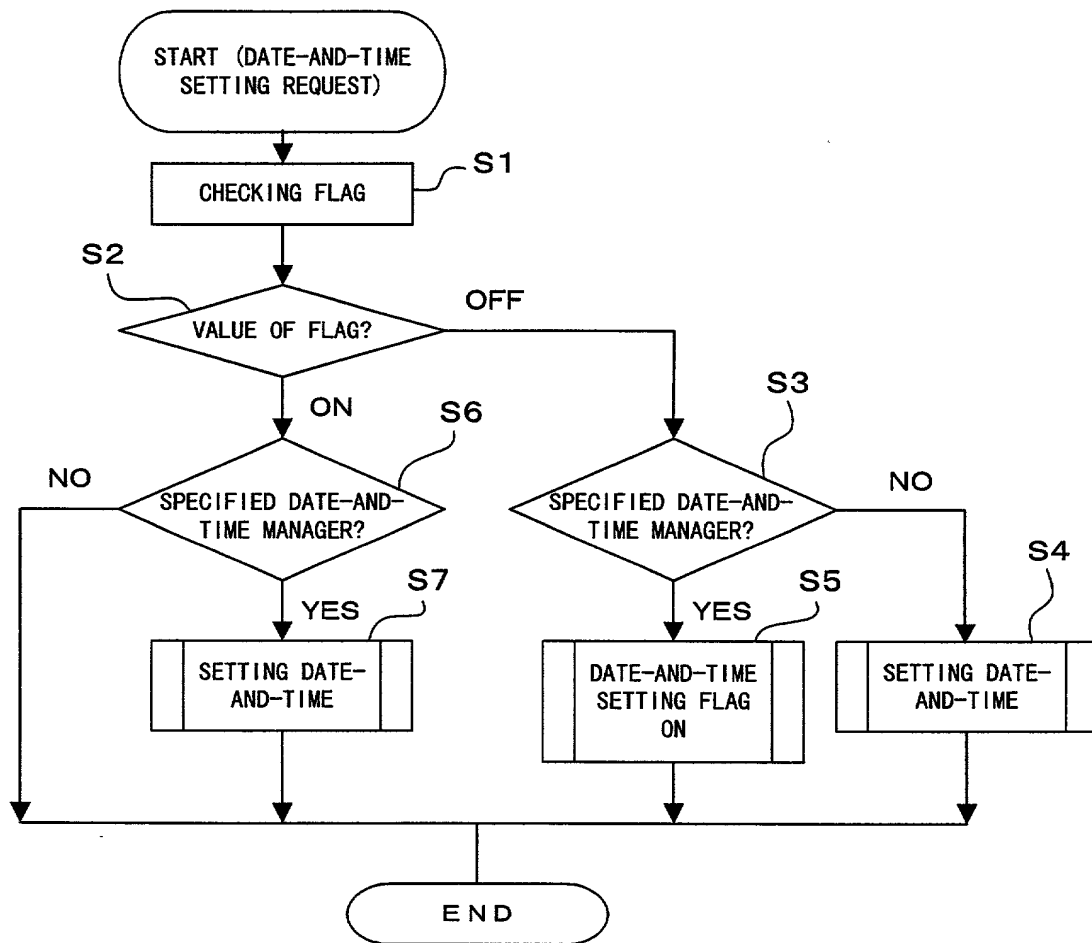 START (DATE-AND-TIME
SETTING REQUEST)
S1
CHECKING FLAG
S2
OFF
VALUE OF FLAG?
ON
S6
S3
NO
SPECIFIED DATE-AND-
TIME MANAGER?
SPECIFIED DATE-AND-
TIME MANAGER?
NO
S7
YES
S5
YES
S4
SETTING DATE-
AND-TIME
DATE-AND-TIME
SETTING FLAG
ON
SETTING DATE-
AND-TIME
END